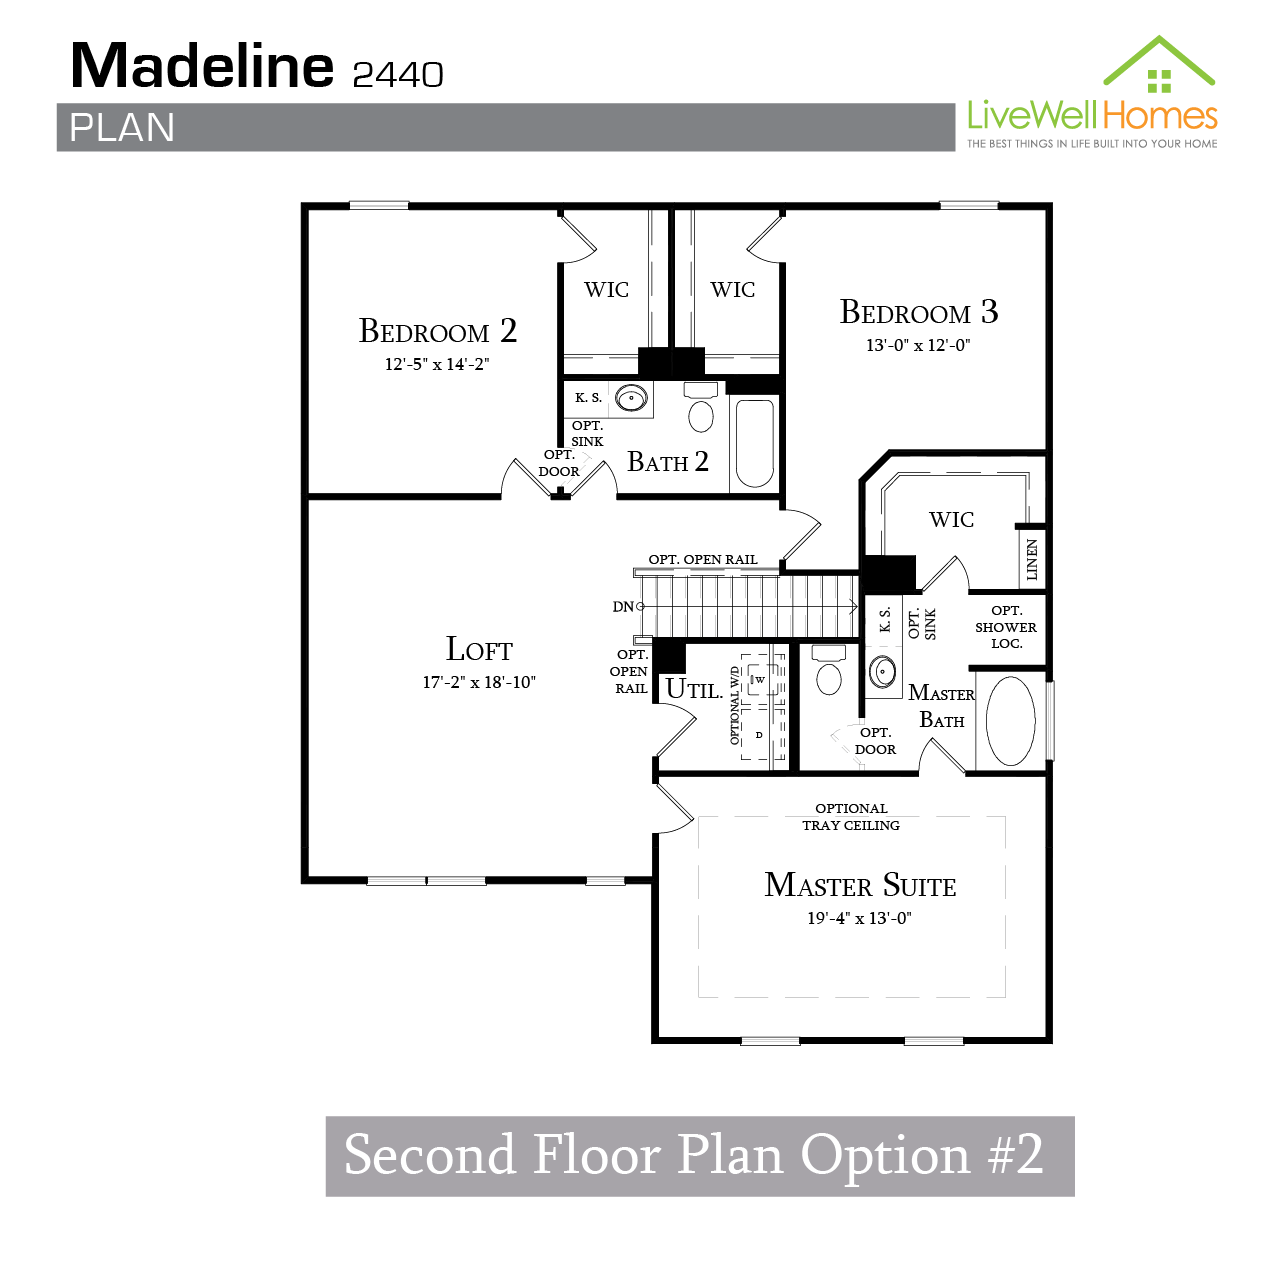 Madeline 2440
PLAN
LiveWell Homes
THE BEST THINGS IN LIFE BUILT INTO YOUR HOME
WIC
WIC
BEDROOM 2
12'-5" x 14'-2"
BEDROOM 3
13'-0" x 12'-0"
K. S.
OPT.
SINK
OPT.
DOOR
BATH 2
WIC
LINEN
OPT. OPEN RAIL
DN
K. S.
OPT.
SINK
OPT.
SHOWER
LOC.
LOFT
17'-2" x 18'-10"
OPT.
OPEN
RAIL
UTIL.
OPTIONAL W/D
W
D
MASTER
BATH
OPT.
DOOR
OPTIONAL
TRAY CEILING
MASTER SUITE
19'-4" x 13'-0"
Second Floor Plan Option #2